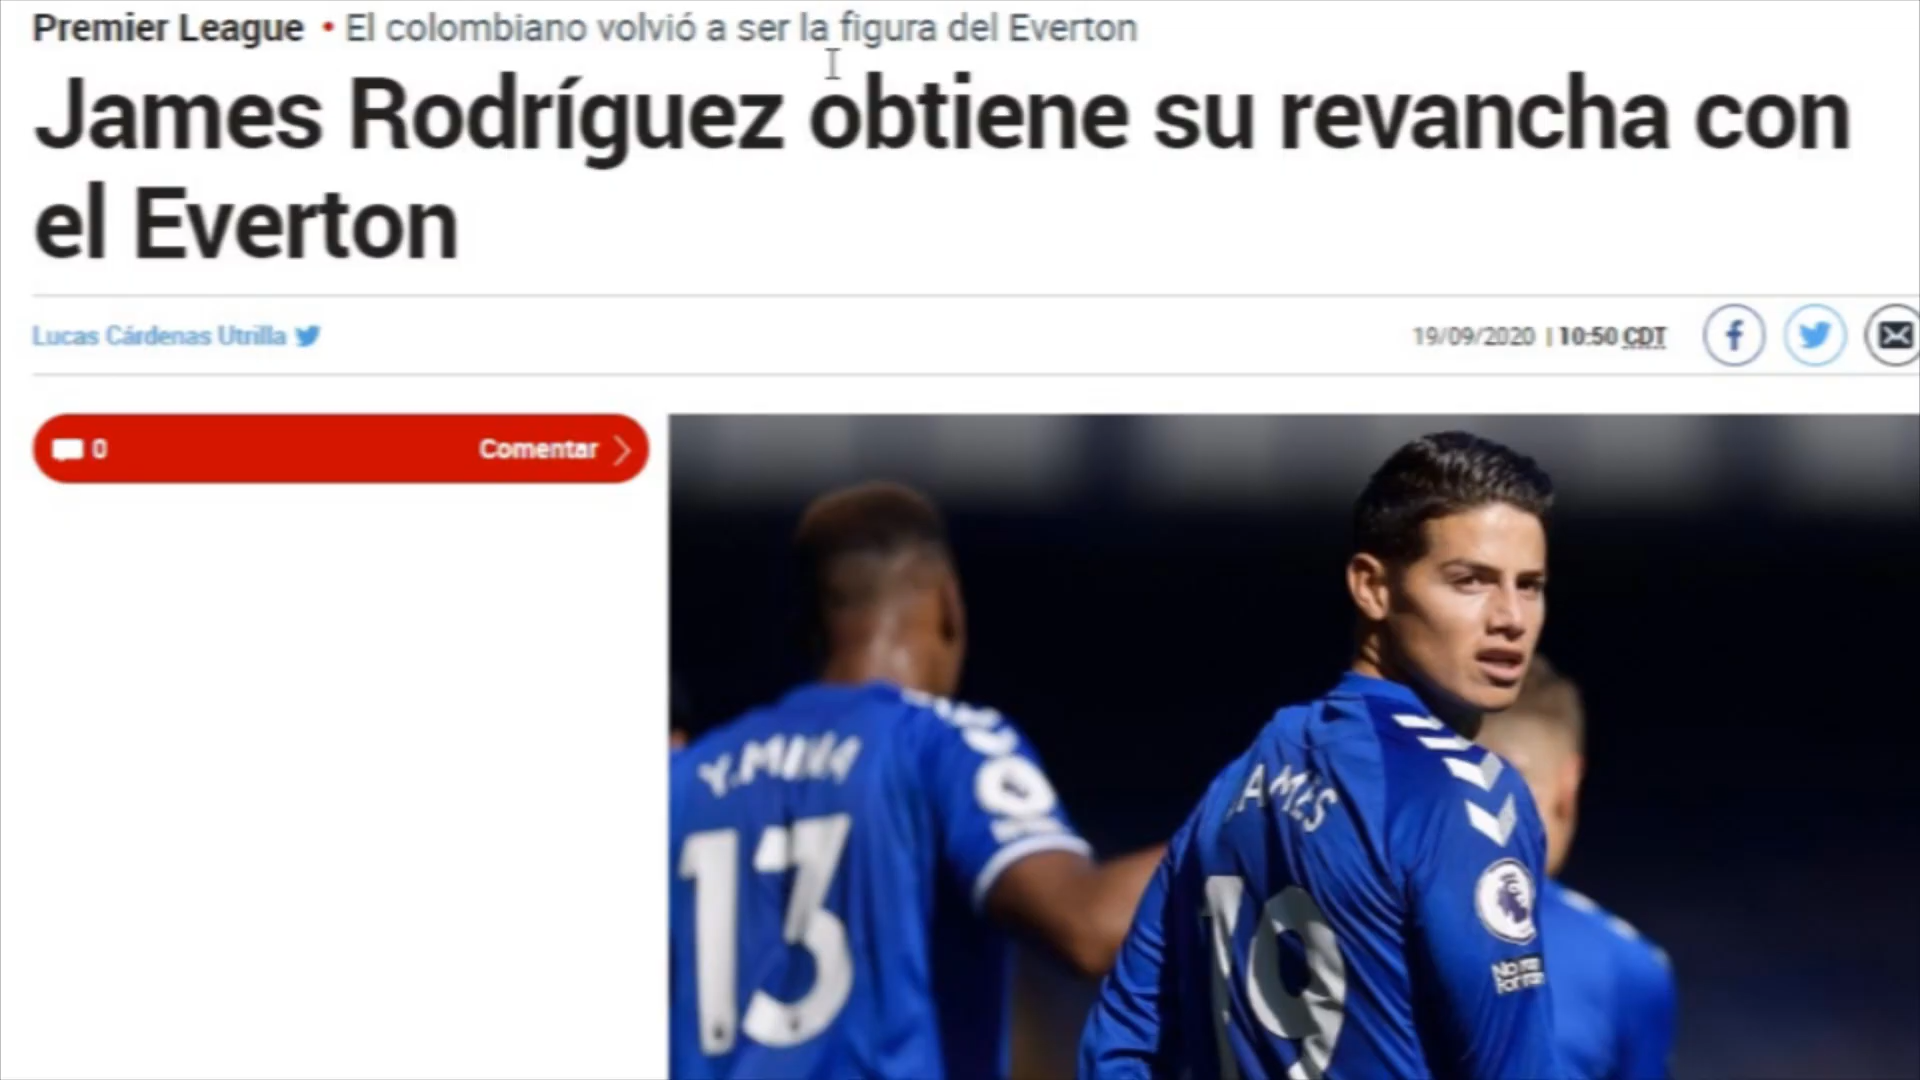 Premier League • El colombiano volvió a ser la figura del Everton
James Rodríguez obtiene su revancha con
el Everton
Lucas Cárdenas Utrilla
19/09/2020 | 10:50 CDT
0 Comentar
Y.MINA
13
AMES
19